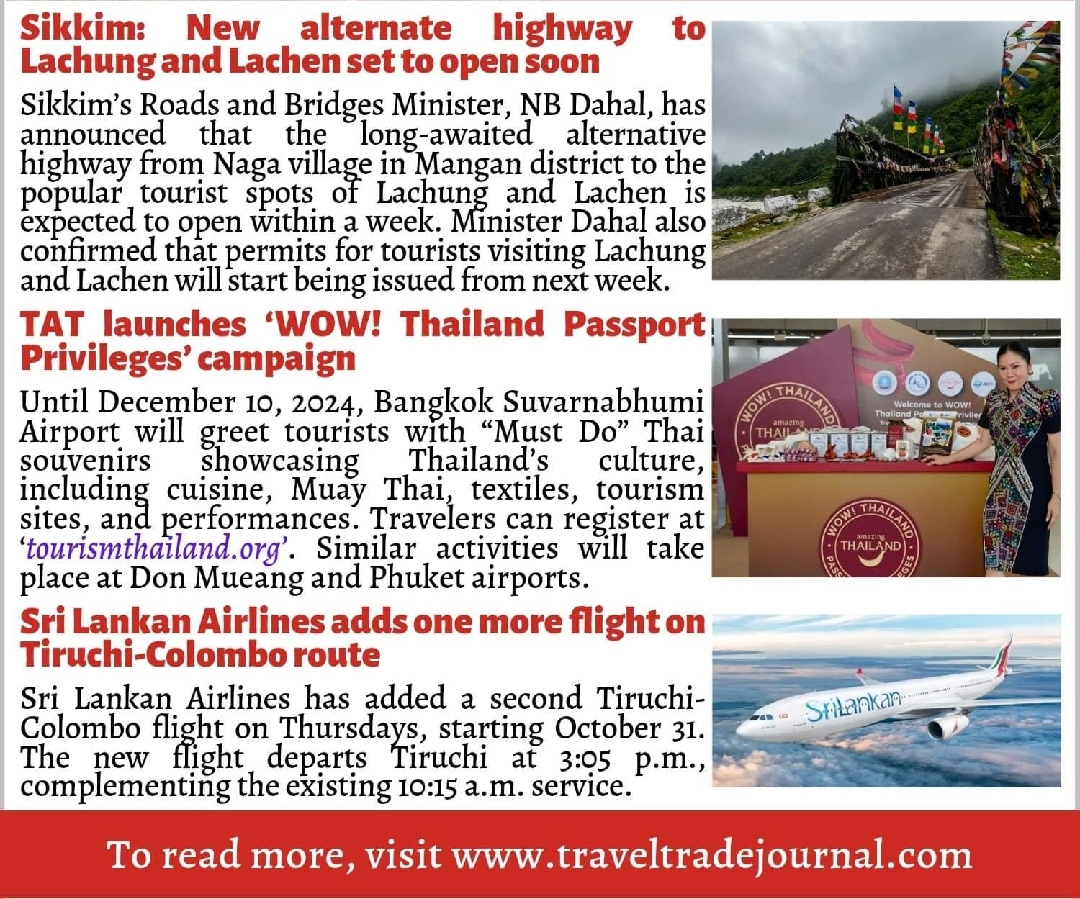 Sikkim: New alternate highway to
Lachung and Lachen set to open soon
Sikkim's Roads and Bridges Minister, NB Dahal, has
announced that the long-awaited alternative
highway from Naga village in Mangan district to the
popular tourist spots of Lachung and Lachen is
expected to open within a week. Minister Dahal also
confirmed that permits for tourists visiting Lachung
and Lachen will start being issued from next week.
TAT launches ‘WOW! Thailand Passport
Privileges’ campaign
Until December 10, 2024, Bangkok Suvarnabhumi
Airport will greet tourists with “Must Do” Thai
souvenirs showcasing Thailand's culture,
including cuisine, Muay Thai, textiles, tourism
sites, and performances. Travelers can register at
‘tourismthailand.org’. Similar activities will take
place at Don Mueang and Phuket airports.
WOW! THAILAND
amazing
Welcome to WOW!
Thailand
WOW! THAILAND
amazing
THAILAND
Sri Lankan Airlines adds one more flight on
Tiruchi-Colombo route
Sri Lankan Airlines has added a second Tiruchi-
Colombo flight on Thursdays, starting October 31.
The new flight departs Tiruchi at 3:05 p.m.,
complementing the existing 10:15 a.m. service.
SriLankan
To read more, visit www.traveltradejournal.com